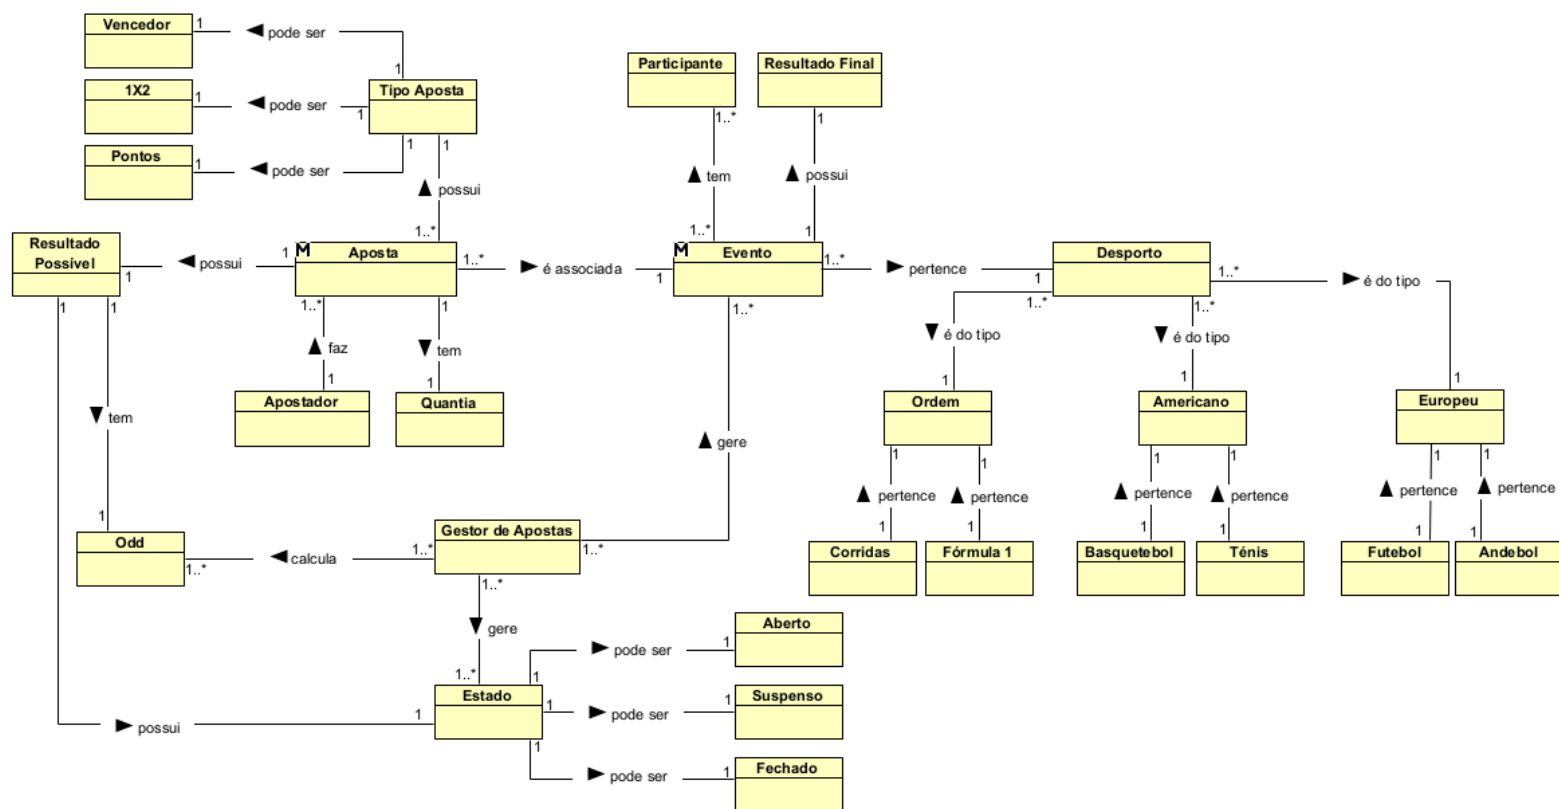 Vencedor
1
pode ser
1
1X2
1
pode ser
1
Tipo Aposta
Pontos
1
pode ser
1
1
possui
1..*
Participante
1..*
tem
1..*
Resultado Final
1
possui
1
Resultado
Possível
1
possui
1
M
Aposta
1..*
é associada
1
M
Evento
1..*
pertence
1
Desporto
1..*
é do tipo
1
1..*
é do tipo
1
1..*
é do tipo
1
1..*
faz
1
Apostador
1
tem
1
Quantia
1..*
gere
1..*
Ordem
1
1
pertence
pertence
1
1
Corridas
Fórmula 1
Americano
1
1
pertence
pertence
1
1
Basquetebol
Ténis
Europeu
1
1
pertence
pertence
1
1
Futebol
Andebol
1
1
tem
1
Odd
1..*
calcula
1..*
Gestor de Apostas
1..*
gere
1..*
possui
1
Estado
1
pode ser
1
Aberto
1
pode ser
1
Suspenso
1
pode ser
1
Fechado